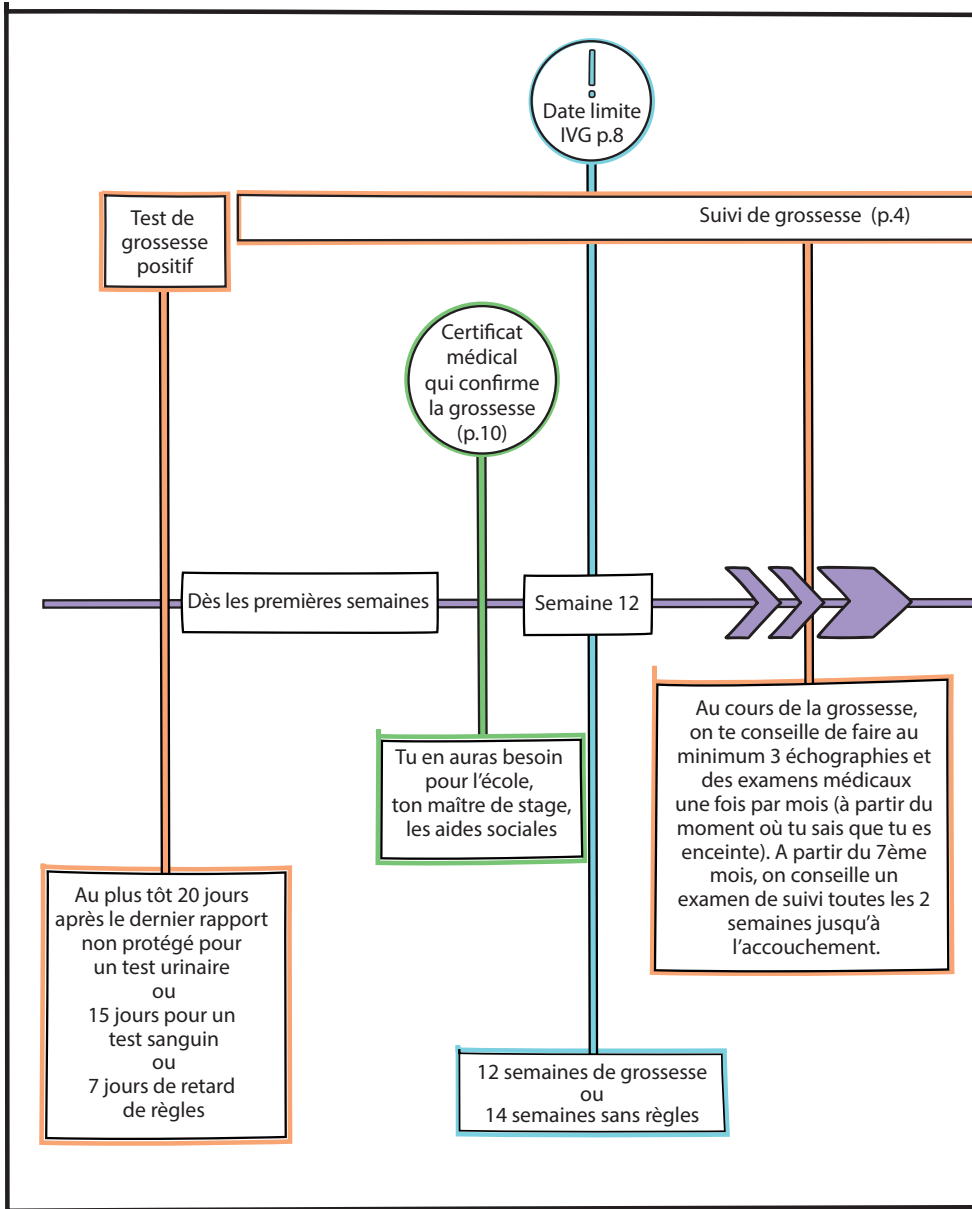 !
Date limite
IVG p.8
Suivi de grossesse (p.4)
Test de
grossesse
positif
Certificat
médical
qui confirme
la grossesse
(p.10)
Dès les premières semaines
Semaine 12
Tu en auras besoin
pour l'école,
ton maître de stage,
les aides sociales
Au cours de la grossesse,
on te conseille de faire au
minimum 3 échographies et
des examens médicaux
une fois par mois (à partir du
moment où tu sais que tu es
enceinte). A partir du 7ème
mois, on conseille un
examen de suivi toutes les 2
semaines jusqu'à
l'accouchement.
Au plus tôt 20 jours
après le dernier rapport
non protégé pour
un test urinaire
ou
15 jours pour un
test sanguin
ou
7 jours de retard
de règles
12 semaines de grossesse
ou
14 semaines sans règles